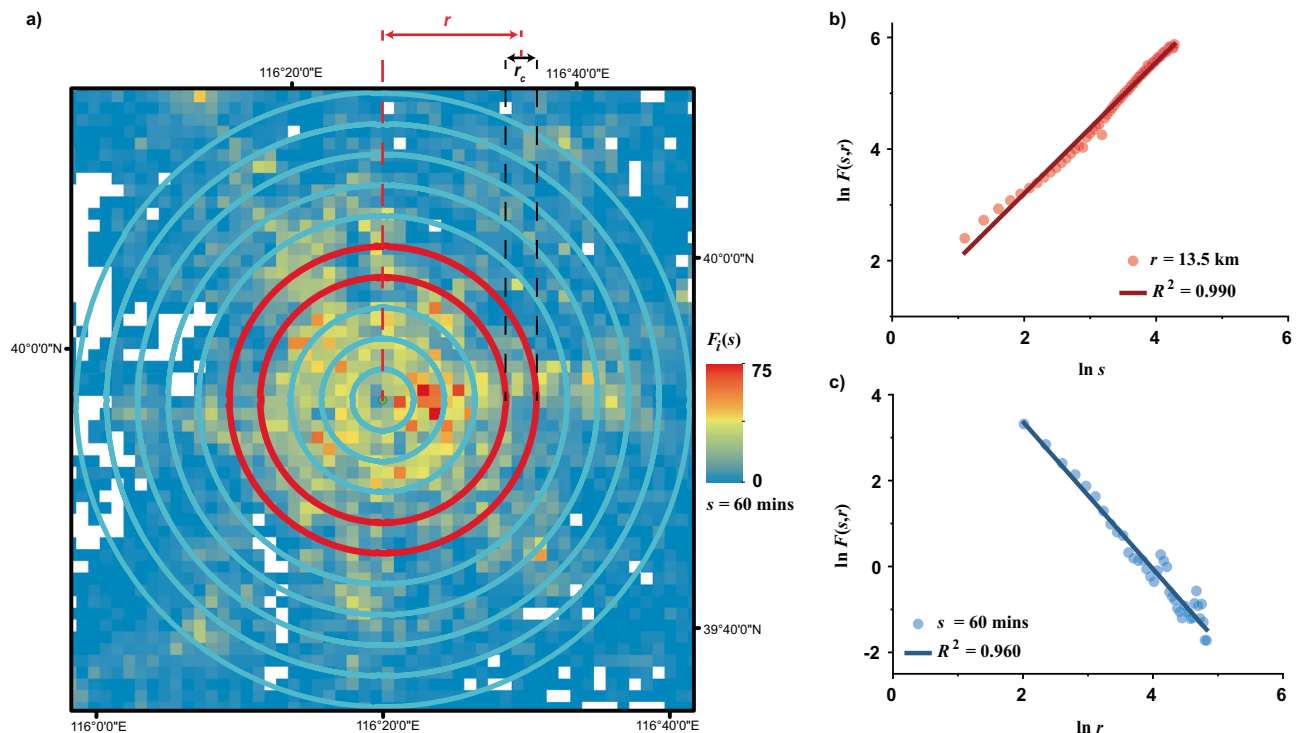 a)
r
r_c
116°20'0"E
116°40'0"E
40°0'0"N
40°0'0"N
39°40'0"N
116°0'0"E
116°20'0"E
116°40'0"E
F_i(s)
75
0
s = 60 mins
b)
6
4
2
0
2
4
6
ln F(s,r)
ln s
r = 13.5 km
R² = 0.990
c)
4
2
0
-2
0
2
4
6
ln F(s,r)
ln r
s = 60 mins
R² = 0.960